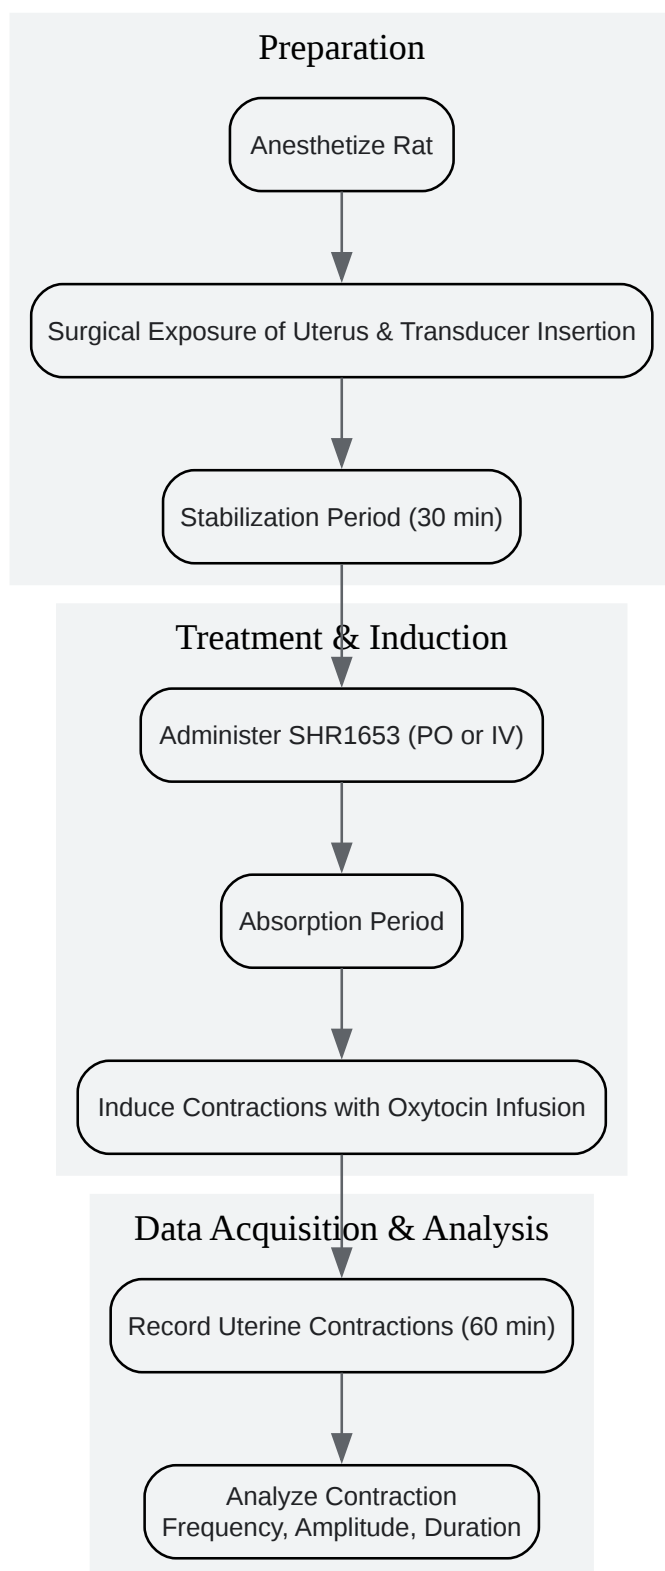 Preparation
Anesthetize Rat
Surgical Exposure of Uterus & Transducer Insertion
Stabilization Period (30 min)
Treatment & Induction
Administer SHR1653 (PO or IV)
Absorption Period
Induce Contractions with Oxytocin Infusion
Data Acquisition & Analysis
Record Uterine Contractions (60 min)
Analyze Contraction
Frequency, Amplitude, Duration